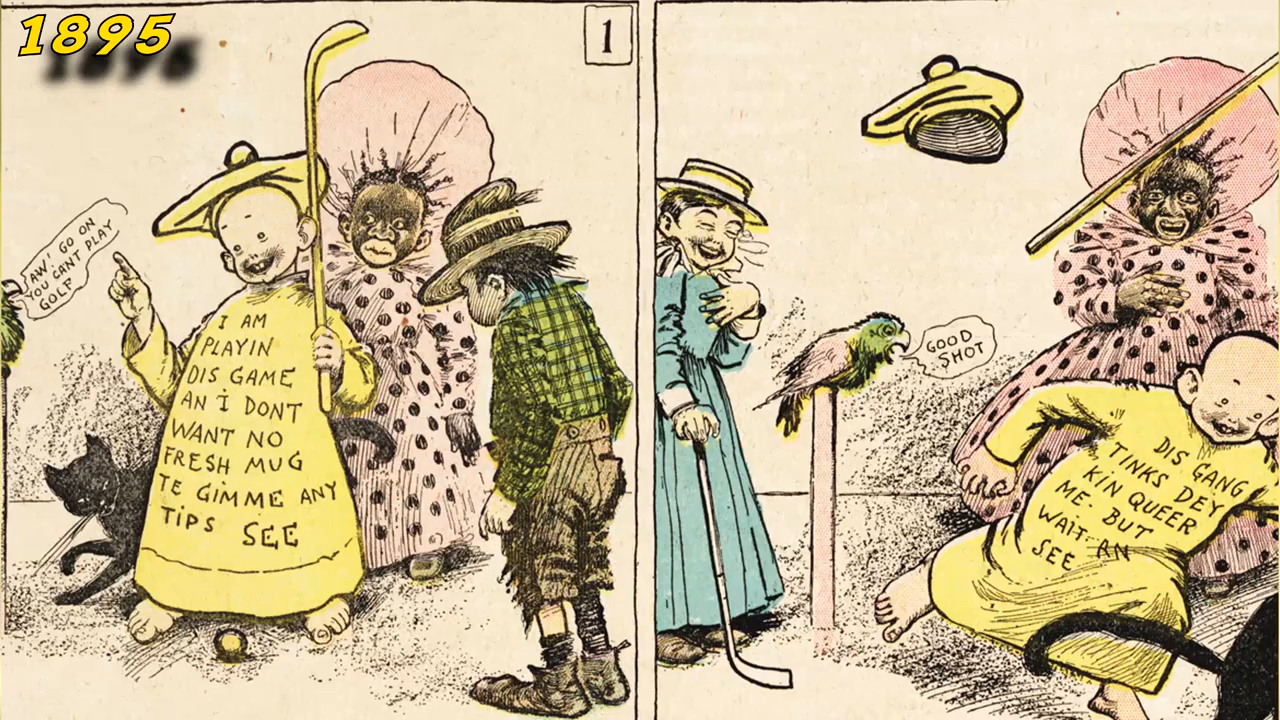 1895
1
AW! GO ON
YOU CAN'T PLAY
GOLF
I AM
PLAYIN
DIS GAME
AN I DONT
WANT NO
FRESH MUG
TE GIMME ANY
TIPS SEE
GOOD
SHOT
DIS GANG
TINKS DEY
KIN QUEER
ME. BUT
WAIT AN
SEE